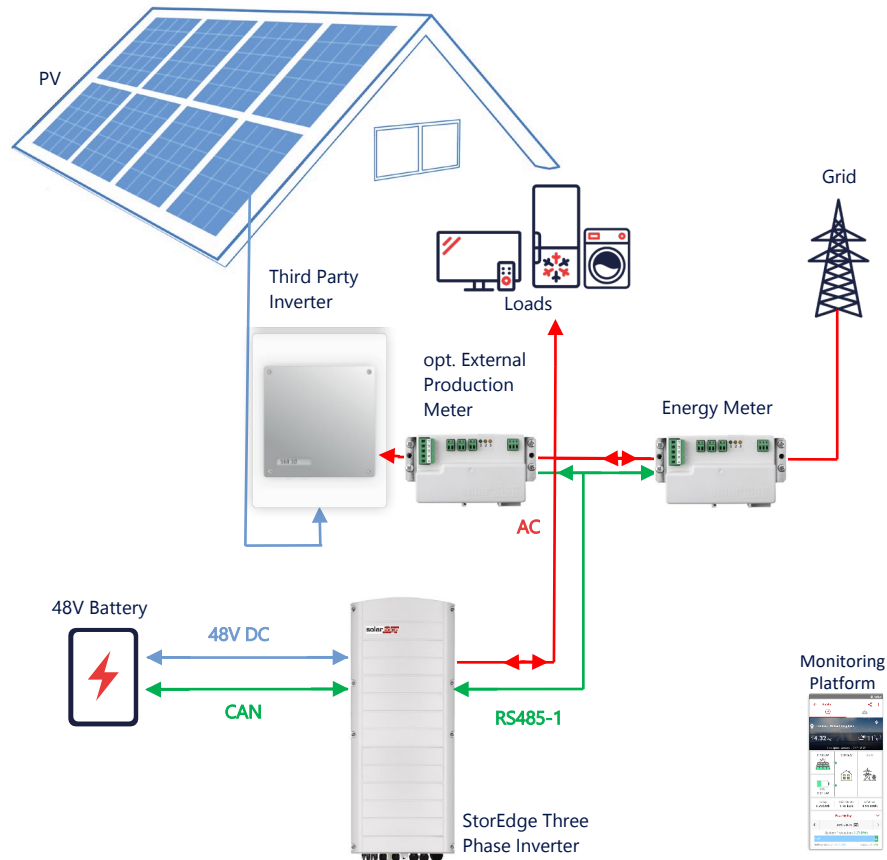 PV
Grid
Third Party
Inverter
Loads
opt. External
Production
Meter
Energy Meter
AC
48V Battery
48V DC
CAN
solaredge
RS485-1
Monitoring
Platform
StorEdge Three
Phase Inverter